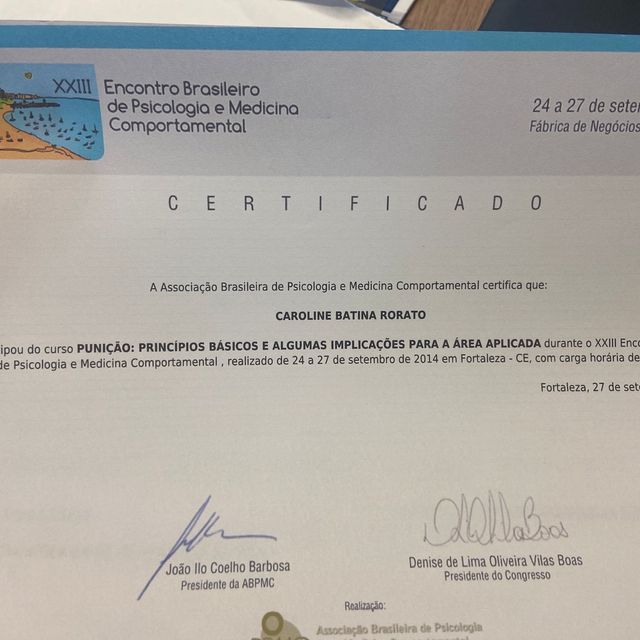 XXIII Encontro Brasileiro
de Psicologia e Medicina
Comportamental
24 a 27 de setem
Fábrica de Negócios
CERTIFICADO
A Associação Brasileira de Psicologia e Medicina Comportamental certifica que:
CAROLINE BATINA RORATO
ipou do curso PUNIÇÃO: PRINCÍPIOS BÁSICOS E ALGUMAS IMPLICAÇÕES PARA A ÁREA APLICADA durante o XXIII Enco
de Psicologia e Medicina Comportamental , realizado de 24 a 27 de setembro de 2014 em Fortaleza - CE, com carga horária de
Fortaleza, 27 de sete
João Ilo Coelho Barbosa
Presidente da ABPMC
Denise de Lima Oliveira Vilas Boas
Presidente do Congresso
Realização:
Associação Brasileira de Psicologia